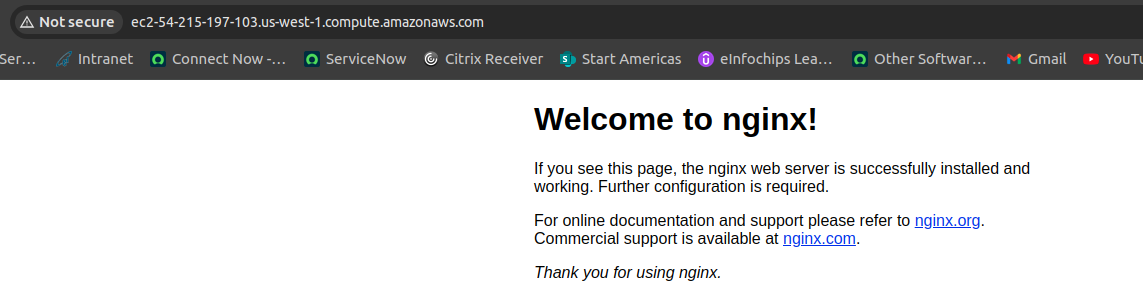 Not secure ec2-54-215-197-103.us-west-1.compute.amazonaws.com
Ser... Intranet Connect Now -... ServiceNow Citrix Receiver Start Americas eInfochips Lea... Other Softwar... Gmail YouTu
Welcome to nginx!
If you see this page, the nginx web server is successfully installed and
working. Further configuration is required.
For online documentation and support please refer to nginx.org.
Commercial support is available at nginx.com.
Thank you for using nginx.